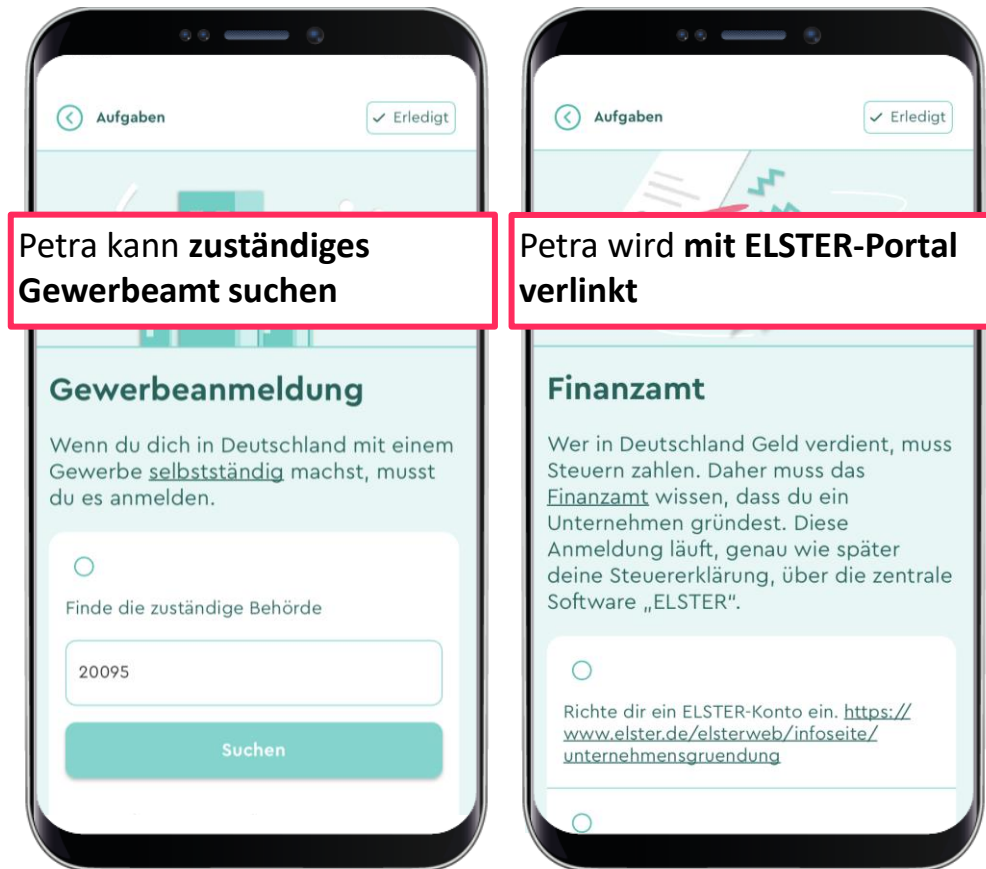 Aufgaben
✓ Erledigt
Petra kann zuständiges
Gewerbeamt suchen
Gewerbeanmeldung
Wenn du dich in Deutschland mit einem
Gewerbe selbstständig machst, musst
du es anmelden.
Finde die zuständige Behörde
20095
Suchen
Aufgaben
✓ Erledigt
Petra wird mit ELSTER-Portal
verlinkt
Finanzamt
Wer in Deutschland Geld verdient, muss
Steuern zahlen. Daher muss das
Finanzamt wissen, dass du ein
Unternehmen gründest. Diese
Anmeldung läuft, genau wie später
deine Steuererklärung, über die zentrale
Software „ELSTER“.
Richte dir ein ELSTER-Konto ein. https://
www.elster.de/elsterweb/infoseite/
unternehmensgruendung